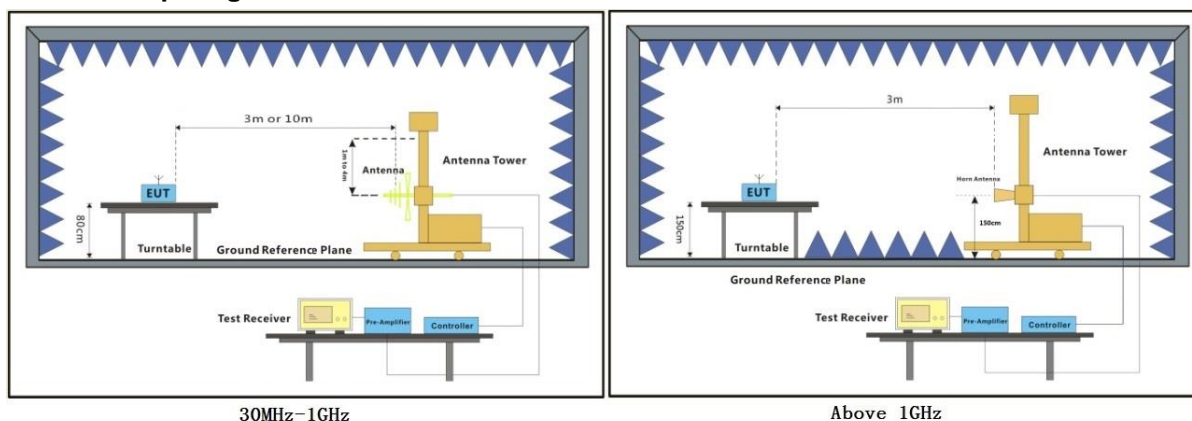 3m or 10m
1m to 4m
Antenna
Antenna Tower
EUT
80cm
Turntable
Ground Reference Plane
Test Receiver
Pre-Amplifier
Controller
30MHz-1GHz
3m
Antenna Tower
Horn Antenna
EUT
150cm
150cm
Turntable
Ground Reference Plane
Test Receiver
Pre-Amplifier
Controller
Above 1GHz